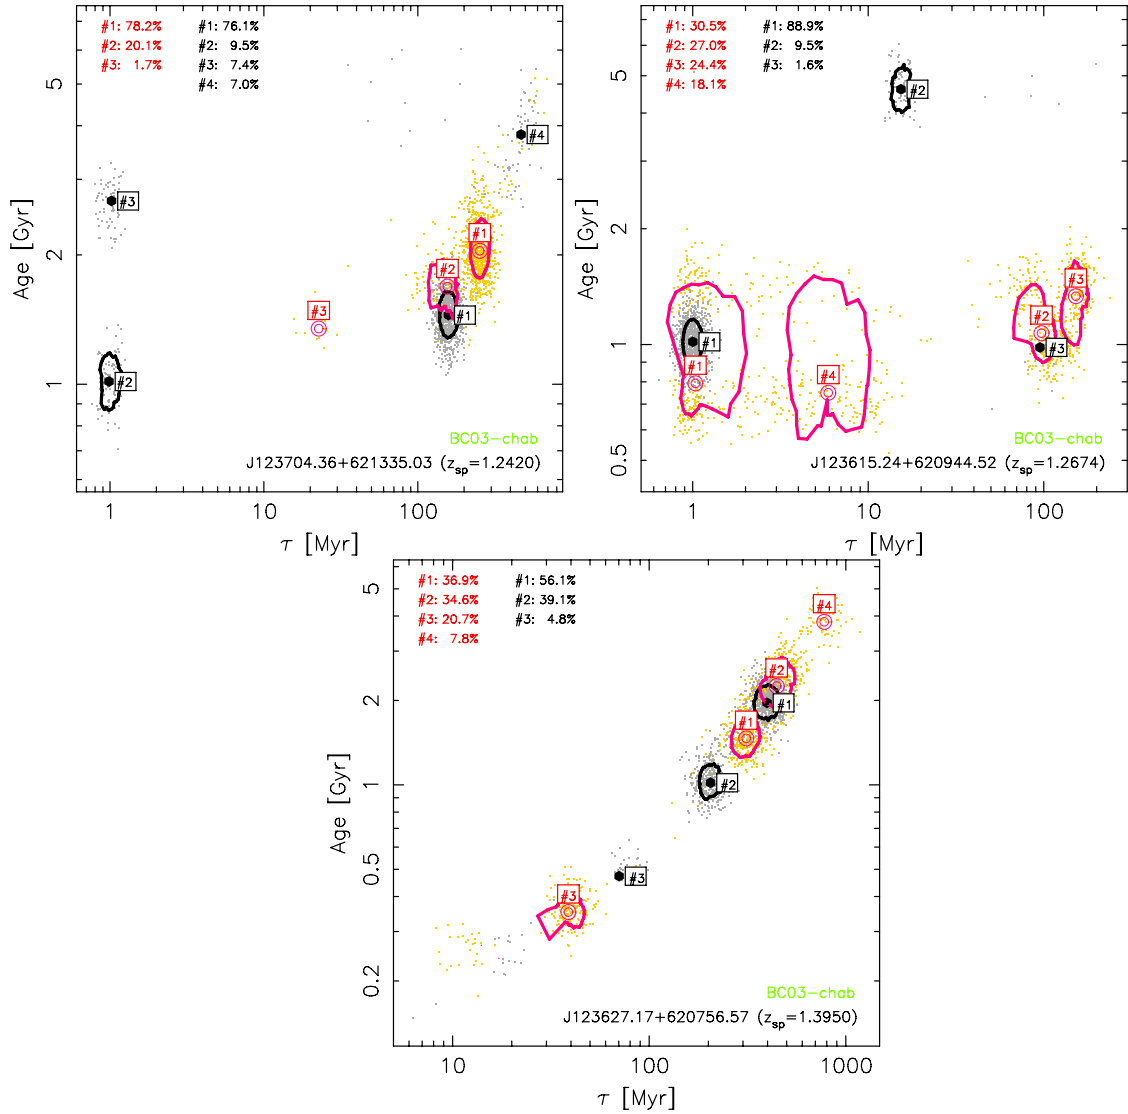 #1: 78.2% #1: 76.1%
#2: 20.1% #2: 9.5%
#3: 1.7% #3: 7.4%
#4: 7.0%
5
2
1
Age [Gyr]
#4
#3
#1
#2
#3
#1
#2
BC03-chab
J123704.36+621335.03 (z_sp=1.2420)
1 10 100
τ [Myr]
#1: 30.5% #1: 88.9%
#2: 27.0% #2: 9.5%
#3: 24.4% #3: 1.6%
#4: 18.1%
5
2
1
0.5
Age [Gyr]
#2
#3
#2
#1
#3
#1
#4
BC03-chab
J123615.24+620944.52 (z_sp=1.2674)
1 10 100
τ [Myr]
#1: 36.9% #1: 56.1%
#2: 34.6% #2: 39.1%
#3: 20.7% #3: 4.8%
#4: 7.8%
5
2
1
0.5
0.2
Age [Gyr]
#4
#2
#1
#1
#2
#3
#3
BC03-chab
J123627.17+620756.57 (z_sp=1.3950)
10 100 1000
τ [Myr]